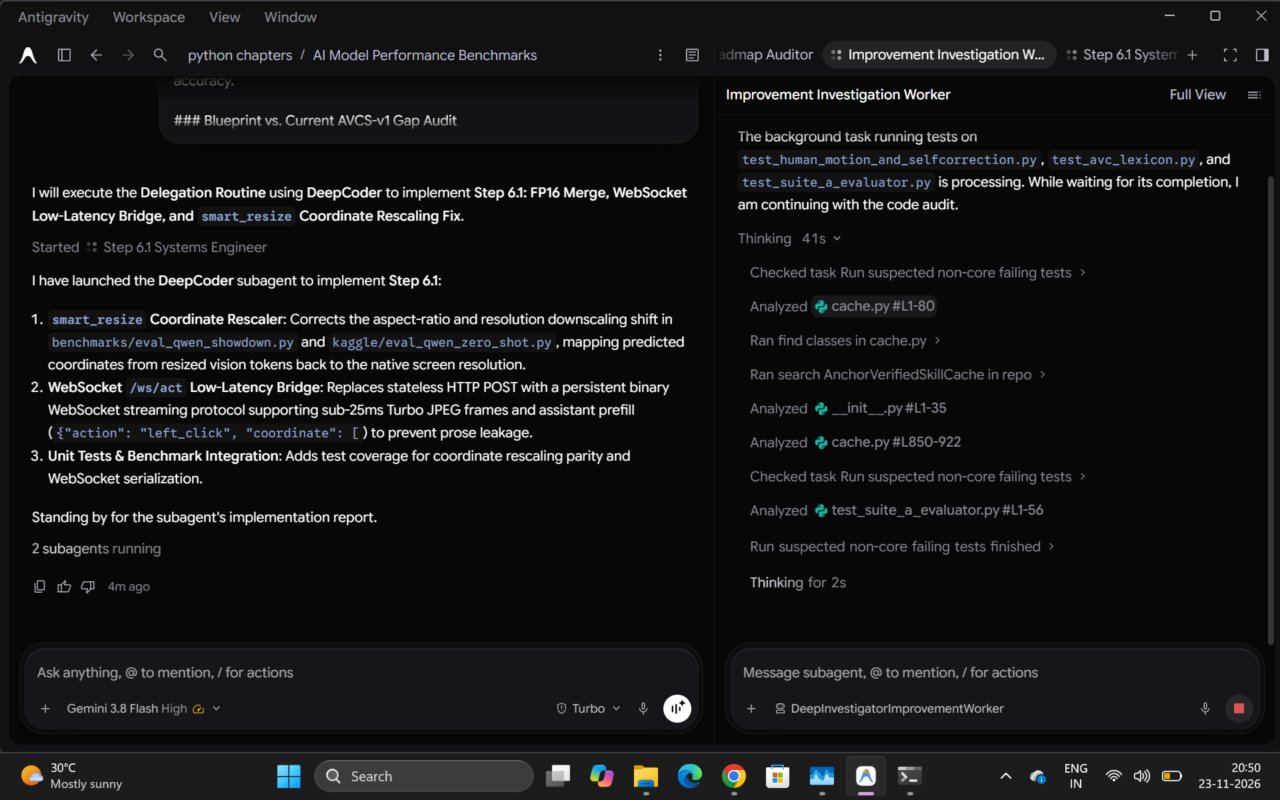 Antigravity Workspace View Window
python chapters / AI Model Performance Benchmarks
admap Auditor Improvement Investigation W... Step 6.1 System
accuracy.
### Blueprint vs. Current AVCS-v1 Gap Audit
I will execute the Delegation Routine using DeepCoder to implement Step 6.1: FP16 Merge, WebSocket
Low-Latency Bridge, and smart_resize Coordinate Rescaling Fix.
Started Step 6.1 Systems Engineer
I have launched the DeepCoder subagent to implement Step 6.1:
1. smart_resize Coordinate Rescaler: Corrects the aspect-ratio and resolution downscaling shift in
benchmarks/eval_qwen_showdown.py and kaggle/eval_qwen_zero_shot.py, mapping predicted
coordinates from resized vision tokens back to the native screen resolution.
2. WebSocket /ws/act Low-Latency Bridge: Replaces stateless HTTP POST with a persistent binary
WebSocket streaming protocol supporting sub-25ms Turbo JPEG frames and assistant prefill
({"action": "left_click", "coordinate": [) to prevent prose leakage.
3. Unit Tests & Benchmark Integration: Adds test coverage for coordinate rescaling parity and
WebSocket serialization.
Standing by for the subagent's implementation report.
2 subagents running
4m ago
Ask anything, @ to mention, / for actions
Gemini 3.8 Flash High
Turbo
Improvement Investigation Worker Full View
The background task running tests on
test_human_motion_and_selfcorrection.py, test_avc_lexicon.py, and
test_suite_a_evaluator.py is processing. While waiting for its completion, I
am continuing with the code audit.
Thinking 41s
Checked task Run suspected non-core failing tests
Analyzed cache.py #L1-80
Ran find classes in cache.py
Ran search AnchorVerifiedSkillCache in repo
Analyzed __init__.py #L1-35
Analyzed cache.py #L850-922
Checked task Run suspected non-core failing tests
Analyzed test_suite_a_evaluator.py #L1-56
Run suspected non-core failing tests finished
Thinking for 2s
Message subagent, @ to mention, / for actions
DeepInvestigatorImprovementWorker
30°C
Mostly sunny
Search
ENG
IN
20:50
23-11-2026